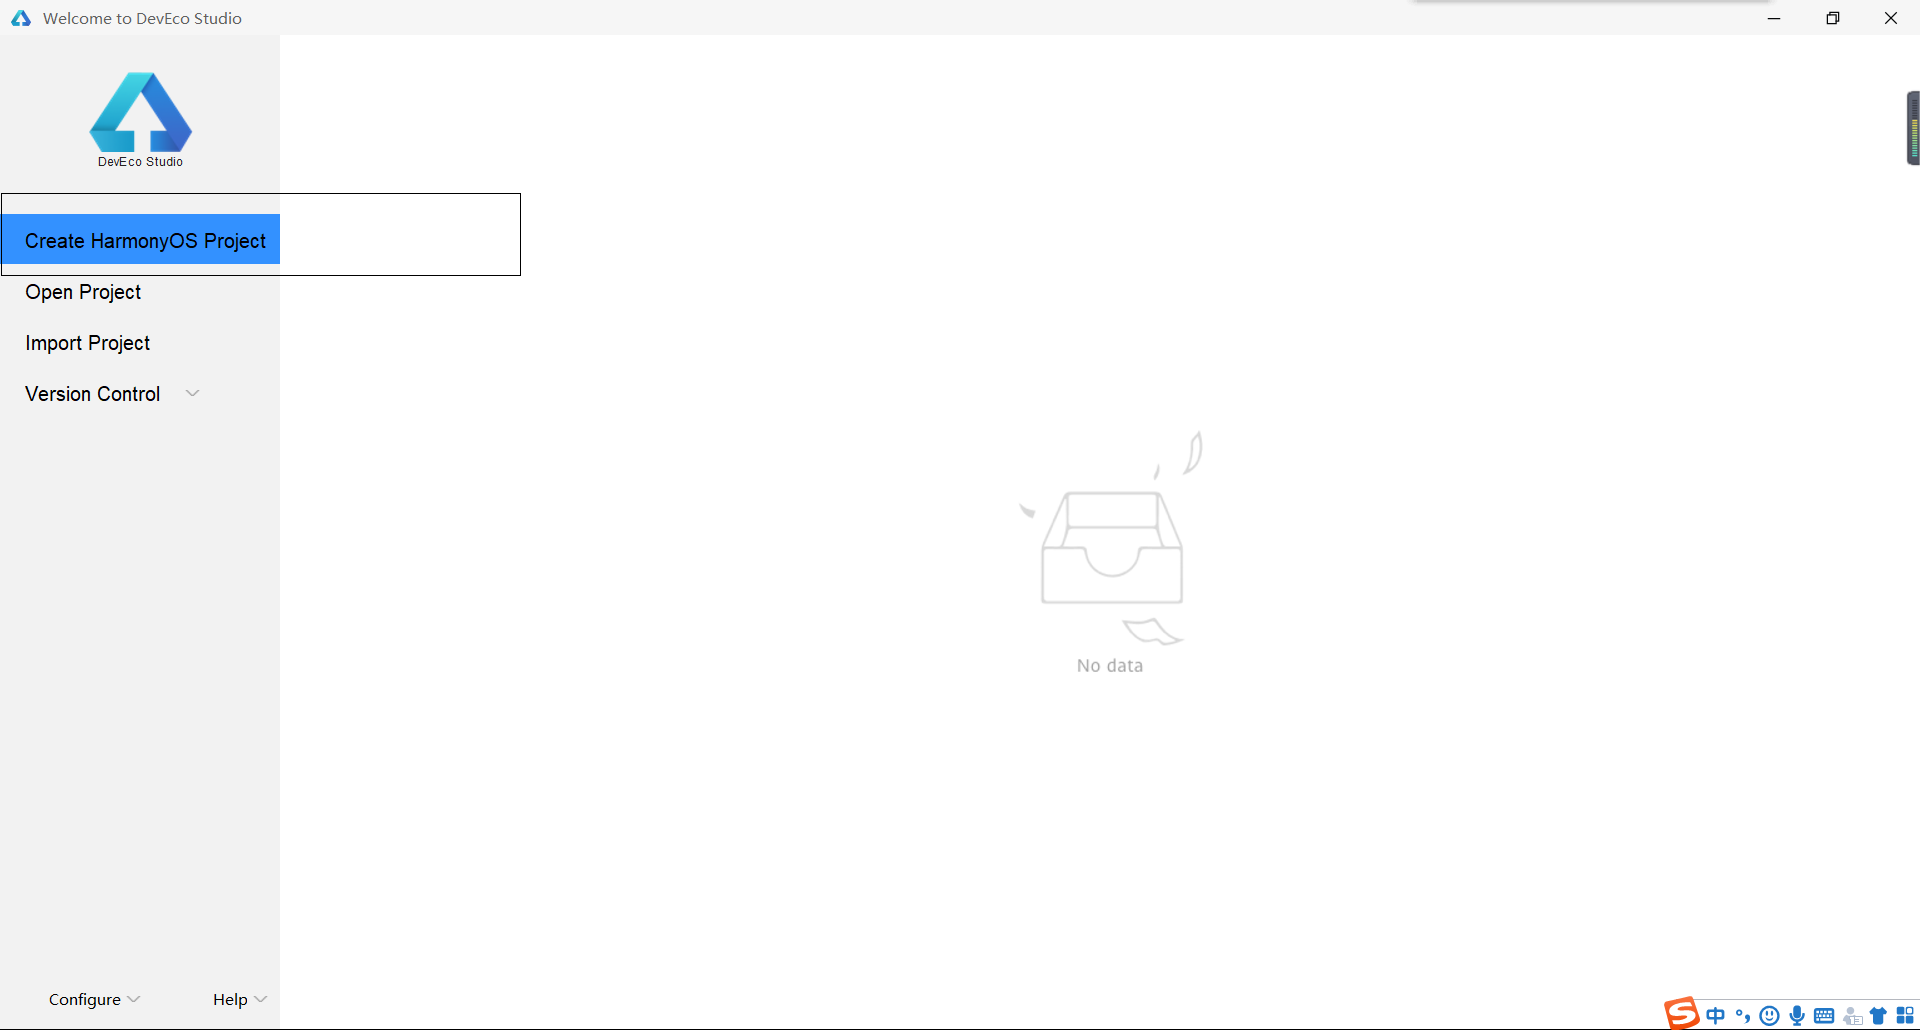 Welcome to DevEco Studio
DevEco Studio
Create HarmonyOS Project
Open Project
Import Project
Version Control
No data
Configure
Help
中